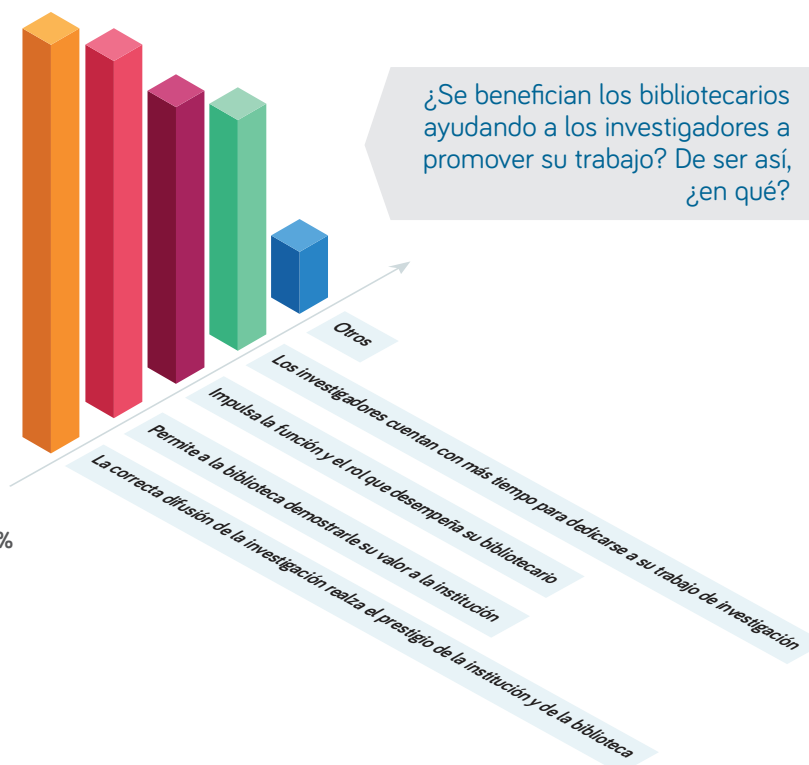 ¿Se benefician los bibliotecarios
ayudando a los investigadores a
promover su trabajo? De ser así,
¿en qué?
Otros
Los investigadores cuentan con más tiempo para dedicarse a su trabajo de investigación
Impulsa la función y el rol que desempeña su bibliotecario
Permite a la biblioteca demostrarle su valor a la institución
La correcta difusión de la investigación realza el prestigio de la institución y de la biblioteca
%